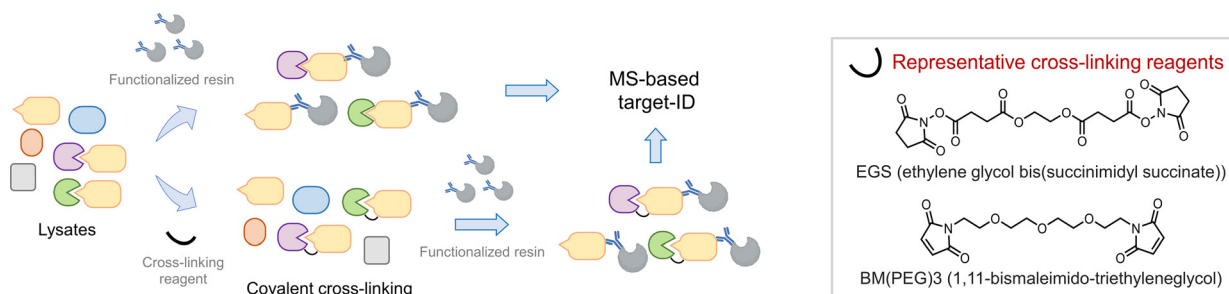 Functionalized resin
Lysates
Cross-linking
reagent
Covalent cross-linking
Functionalized resin
MS-based
target-ID
Representative cross-linking reagents
O
O
O
O
O
O
N
O
O
O
O
N
O
O
EGS (ethylene glycol bis(succinimidyl succinate))
O
O
N
O
O
O
N
O
O
BM(PEG)3 (1,11-bismaleimido-triethyleneglycol)